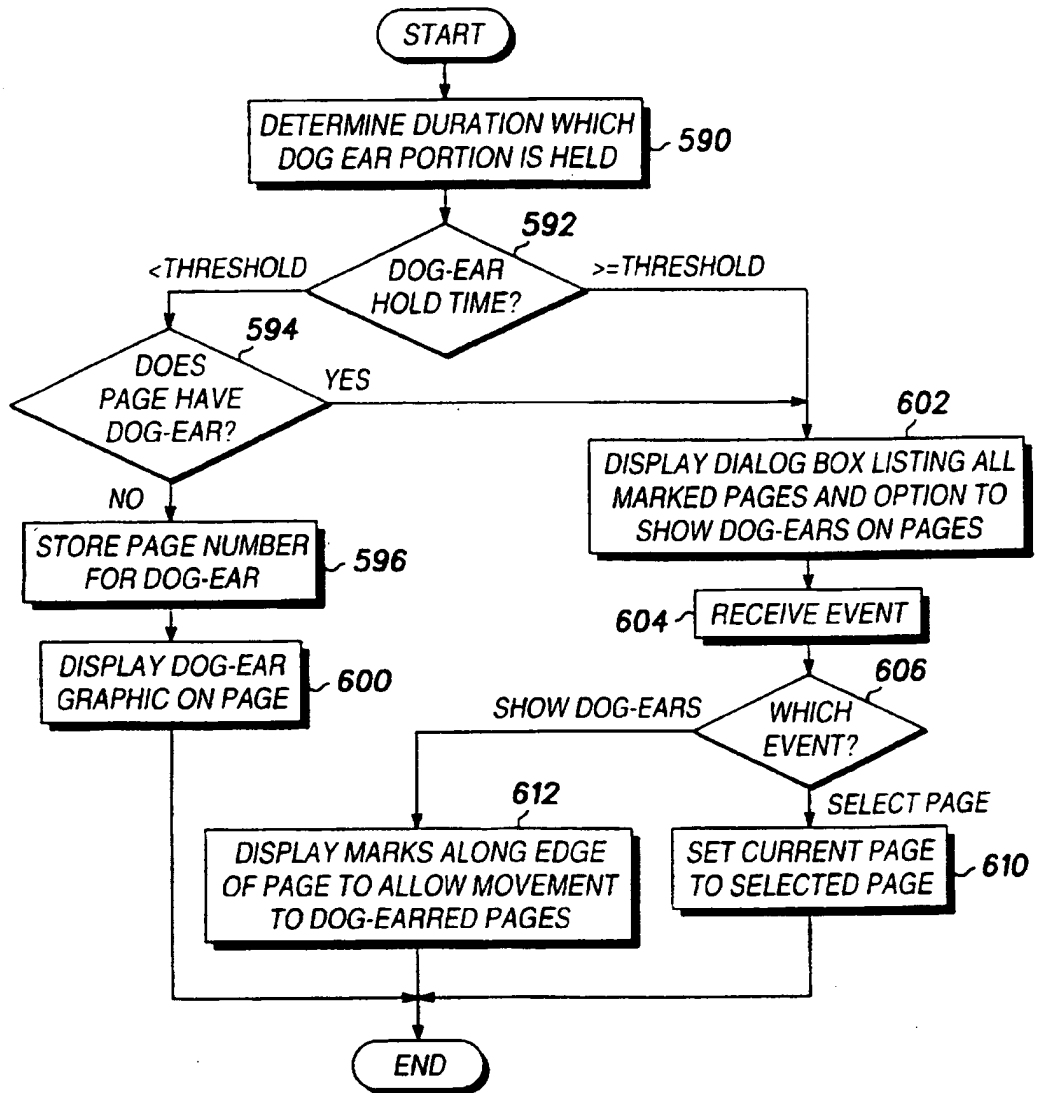 START
DETERMINE DURATION WHICH
DOG EAR PORTION IS HELD
590
592
<THRESHOLD
DOG-EAR
HOLD TIME?
>=THRESHOLD
594
DOES
PAGE HAVE
DOG-EAR?
YES
NO
602
DISPLAY DIALOG BOX LISTING ALL
MARKED PAGES AND OPTION TO
SHOW DOG-EARS ON PAGES
STORE PAGE NUMBER
FOR DOG-EAR
596
604
RECEIVE EVENT
DISPLAY DOG-EAR
GRAPHIC ON PAGE
600
606
SHOW DOG-EARS
WHICH
EVENT?
SELECT PAGE
612
DISPLAY MARKS ALONG EDGE
OF PAGE TO ALLOW MOVEMENT
TO DOG-EARRED PAGES
SET CURRENT PAGE
TO SELECTED PAGE
610
END